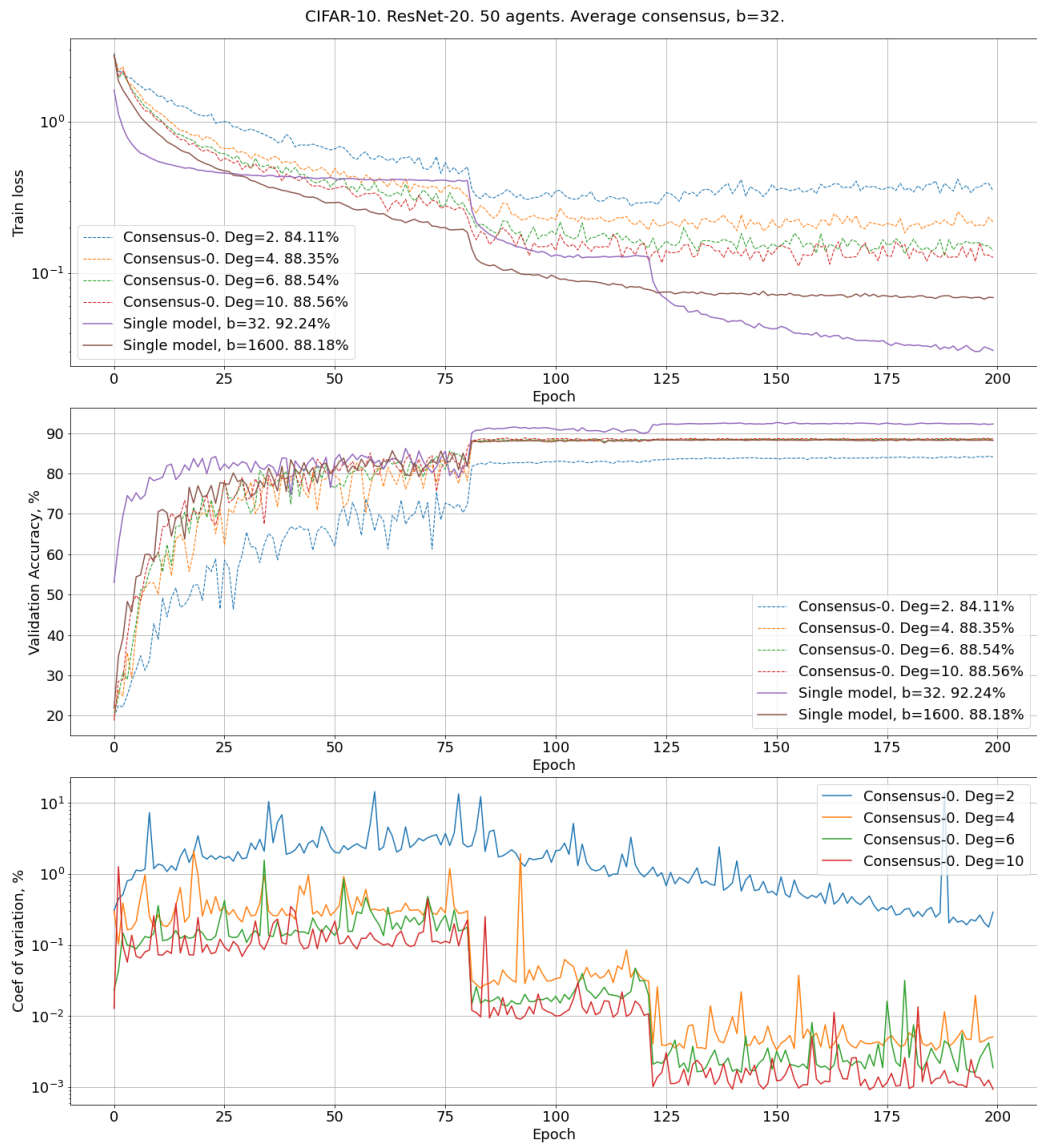 CIFAR-10. ResNet-20. 50 agents. Average consensus, b=32.
Train loss
10⁰
10⁻¹
Consensus-0. Deg=2. 84.11%
Consensus-0. Deg=4. 88.35%
Consensus-0. Deg=6. 88.54%
Consensus-0. Deg=10. 88.56%
Single model, b=32. 92.24%
Single model, b=1600. 88.18%
0 25 50 75 100 125 150 175 200
Epoch
Validation Accuracy, %
90
80
70
60
50
40
30
20
Consensus-0. Deg=2. 84.11%
Consensus-0. Deg=4. 88.35%
Consensus-0. Deg=6. 88.54%
Consensus-0. Deg=10. 88.56%
Single model, b=32. 92.24%
Single model, b=1600. 88.18%
0 25 50 75 100 125 150 175 200
Epoch
Coef of variation, %
10¹
10⁰
10⁻¹
10⁻²
10⁻³
Consensus-0. Deg=2
Consensus-0. Deg=4
Consensus-0. Deg=6
Consensus-0. Deg=10
0 25 50 75 100 125 150 175 200
Epoch